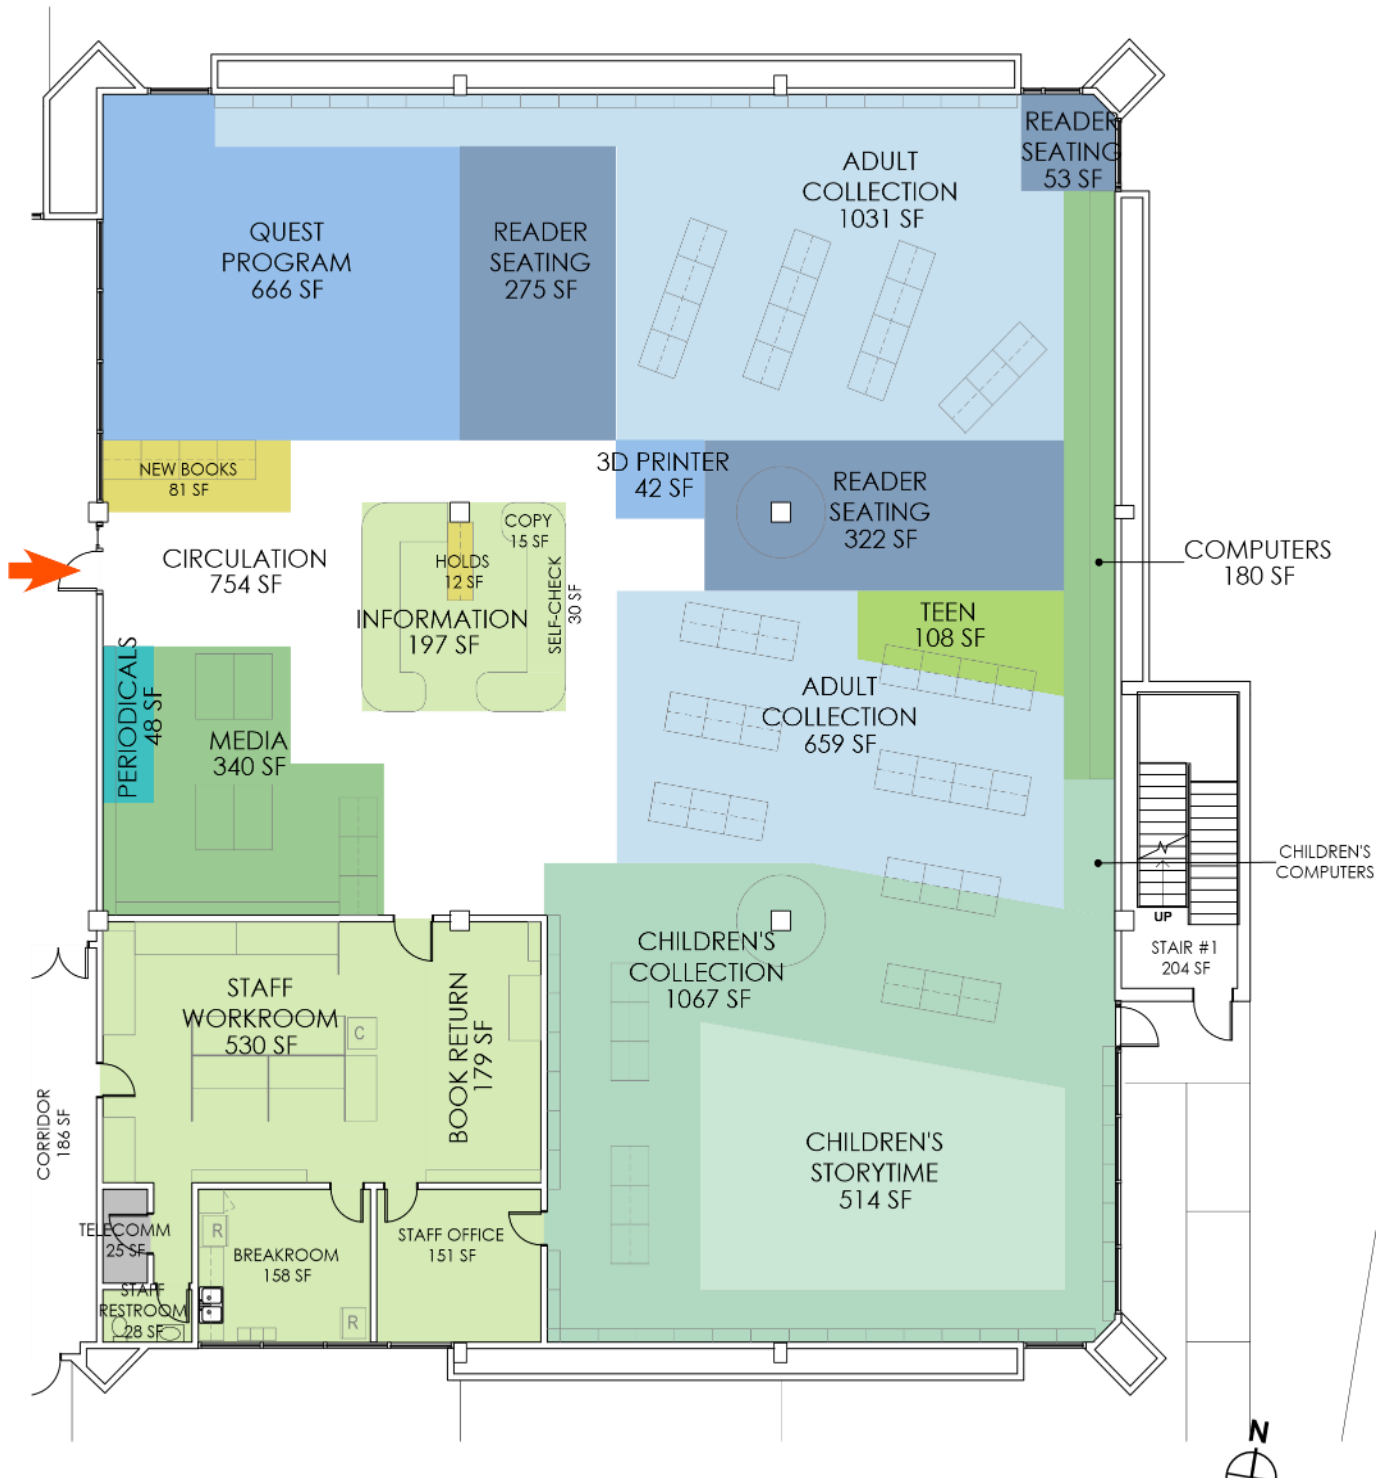 READER
SEATING
53 SF
ADULT
COLLECTION
1031 SF
QUEST
PROGRAM
666 SF
READER
SEATING
275 SF
3D PRINTER
42 SF
NEW BOOKS
81 SF
READER
SEATING
322 SF
COPY
15 SF
CIRCULATION
754 SF
HOLDS
12 SF
SELF-CHECK
30 SF
COMPUTERS
180 SF
INFORMATION
197 SF
TEEN
108 SF
PERIODICALS
48 SF
MEDIA
340 SF
ADULT
COLLECTION
659 SF
CHILDREN'S
COMPUTERS
UP
STAIR #1
204 SF
CHILDREN'S
COLLECTION
1067 SF
STAFF
WORKROOM
530 SF
C
BOOK RETURN
179 SF
CORRIDOR
186 SF
CHILDREN'S
STORYTIME
514 SF
TELECOMM
25 SF
R
BREAKROOM
158 SF
STAFF OFFICE
151 SF
STAFF
RESTROOM
28 SF
R
N